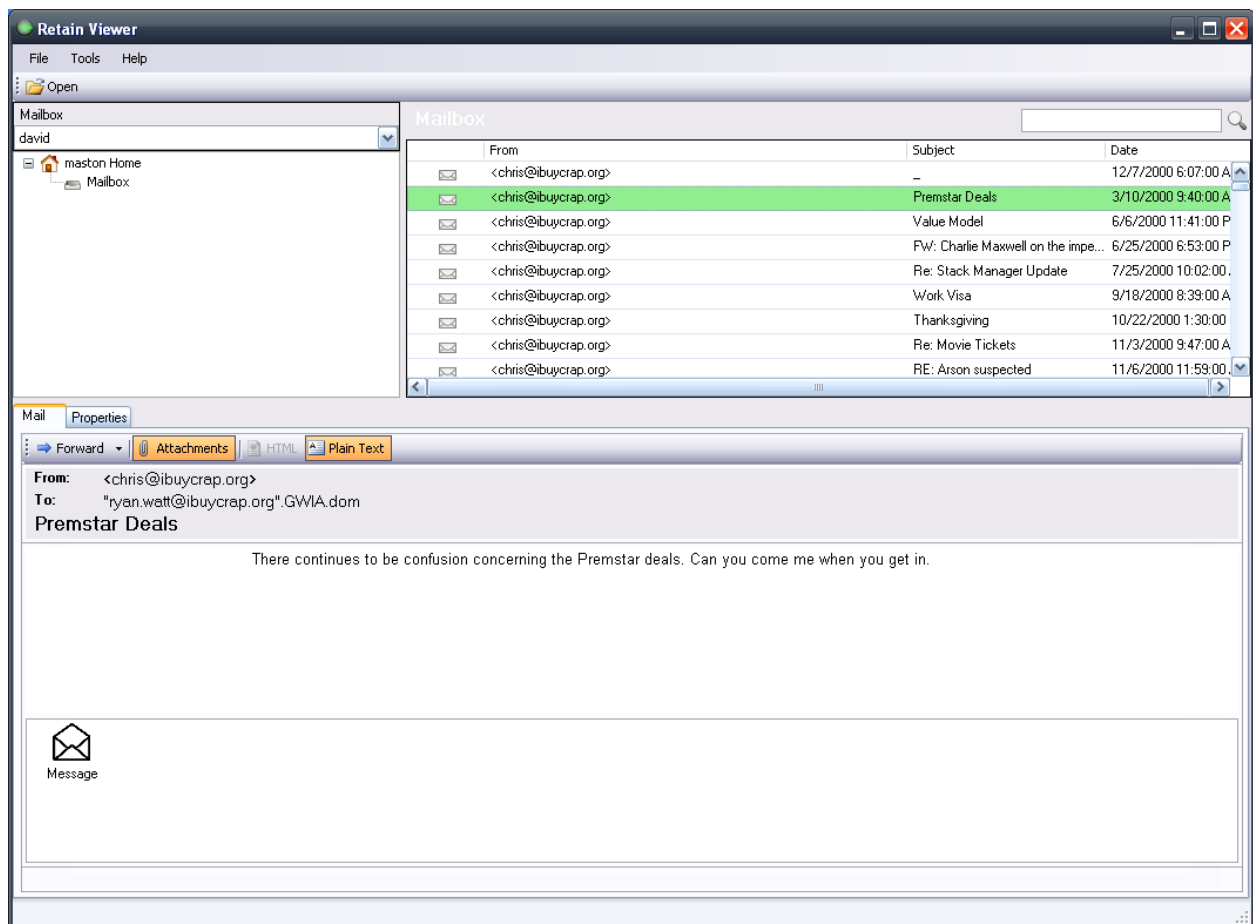 Retain Viewer
File Tools Help
Open
Mailbox
david
maston Home
Mailbox
Mailbox
From Subject Date
<chris@ibuycrap.org> _ 12/7/2000 6:07:00 A
<chris@ibuycrap.org> Premstar Deals 3/10/2000 9:40:00 A
<chris@ibuycrap.org> Value Model 6/6/2000 11:41:00 P
<chris@ibuycrap.org> FW: Charlie Maxwell on the impe... 6/25/2000 6:53:00 P
<chris@ibuycrap.org> Re: Stack Manager Update 7/25/2000 10:02:00
<chris@ibuycrap.org> Work Visa 9/18/2000 8:39:00 A
<chris@ibuycrap.org> Thanksgiving 10/22/2000 1:30:00
<chris@ibuycrap.org> Re: Movie Tickets 11/3/2000 9:47:00 A
<chris@ibuycrap.org> RE: Arson suspected 11/6/2000 11:59:00
Mail Properties
Forward Attachments HTML Plain Text
From: <chris@ibuycrap.org>
To: "ryan.watt@ibuycrap.org".GWIA.dom
Premstar Deals
There continues to be confusion concerning the Premstar deals. Can you come me when you get in.
Message